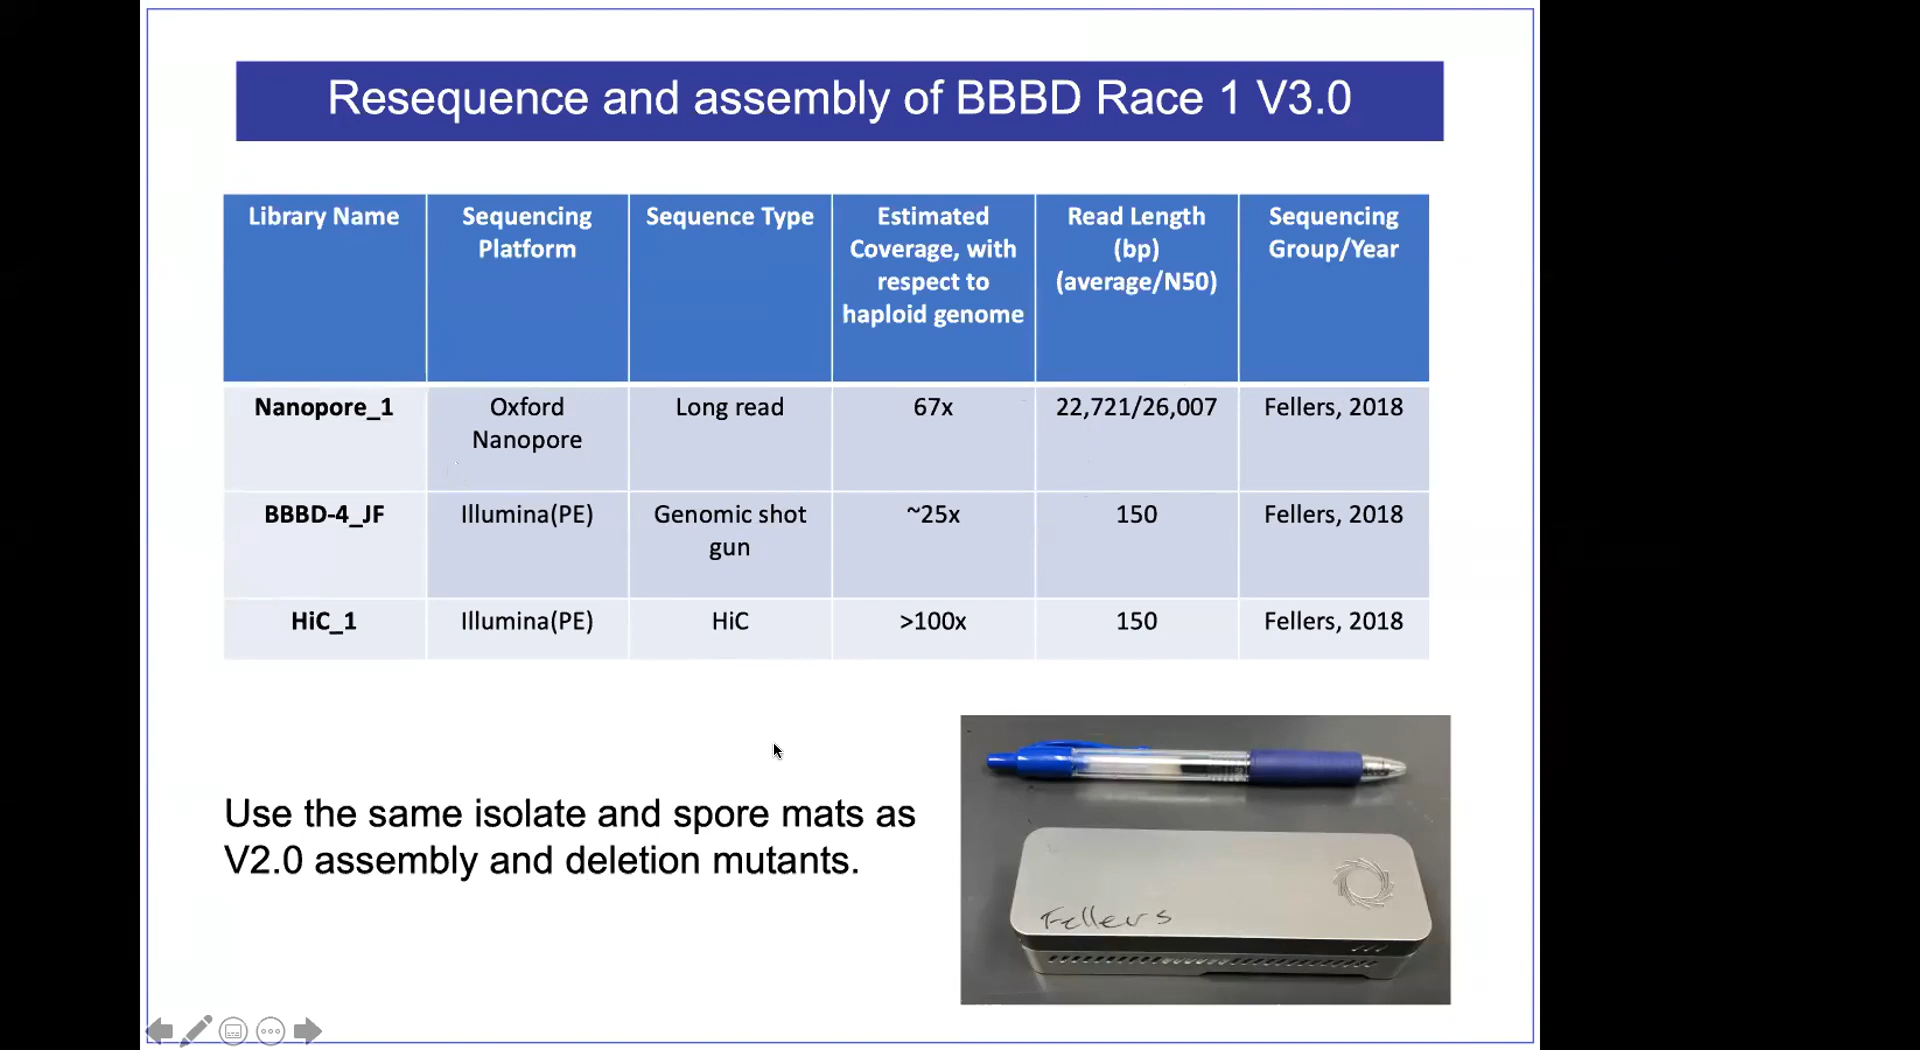 Resequence and assembly of BBBD Race 1 V3.0
Library Name
Sequencing
Platform
Sequence Type
Estimated
Coverage, with
respect to
haploid genome
Read Length
(bp)
(average/N50)
Sequencing
Group/Year
Nanopore_1
Oxford
Nanopore
Long read
67x
22,721/26,007
Fellers, 2018
BBBD-4_JF
Illumina(PE)
Genomic shot
gun
~25x
150
Fellers, 2018
HiC_1
Illumina(PE)
HiC
>100x
150
Fellers, 2018
Use the same isolate and spore mats as
V2.0 assembly and deletion mutants.
Fellers